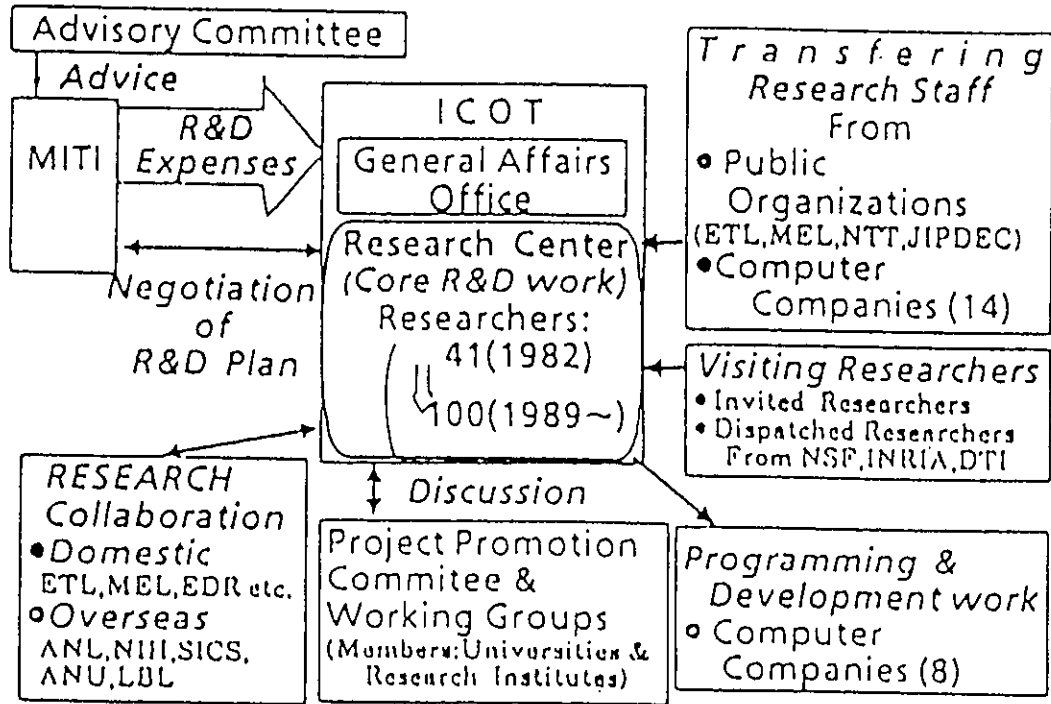 Advisory Committee
Advice
MITI
R&D
Expenses
Negotiation
of
R&D Plan
ICOT
General Affairs
Office
Research Center
(Core R&D work)
Researchers:
41(1982)
100(1989~)
Transfering
Research Staff
From
• Public
Organizations
(ETL,MEL,NTT,JIPDEC)
• Computer
Companies (14)
Visiting Researchers
• Invited Researchers
• Dispatched Researchers
From NSF,INRIA,DTI
RESEARCH
Collaboration
• Domestic
ETL,MEL,EDR etc.
• Overseas
ANL,NIH,SICS,
ANU,LBL
Discussion
Project Promotion
Commitee &
Working Groups
(Members:Universities &
Research Institutes)
Programming &
Development work
• Computer
Companies (8)